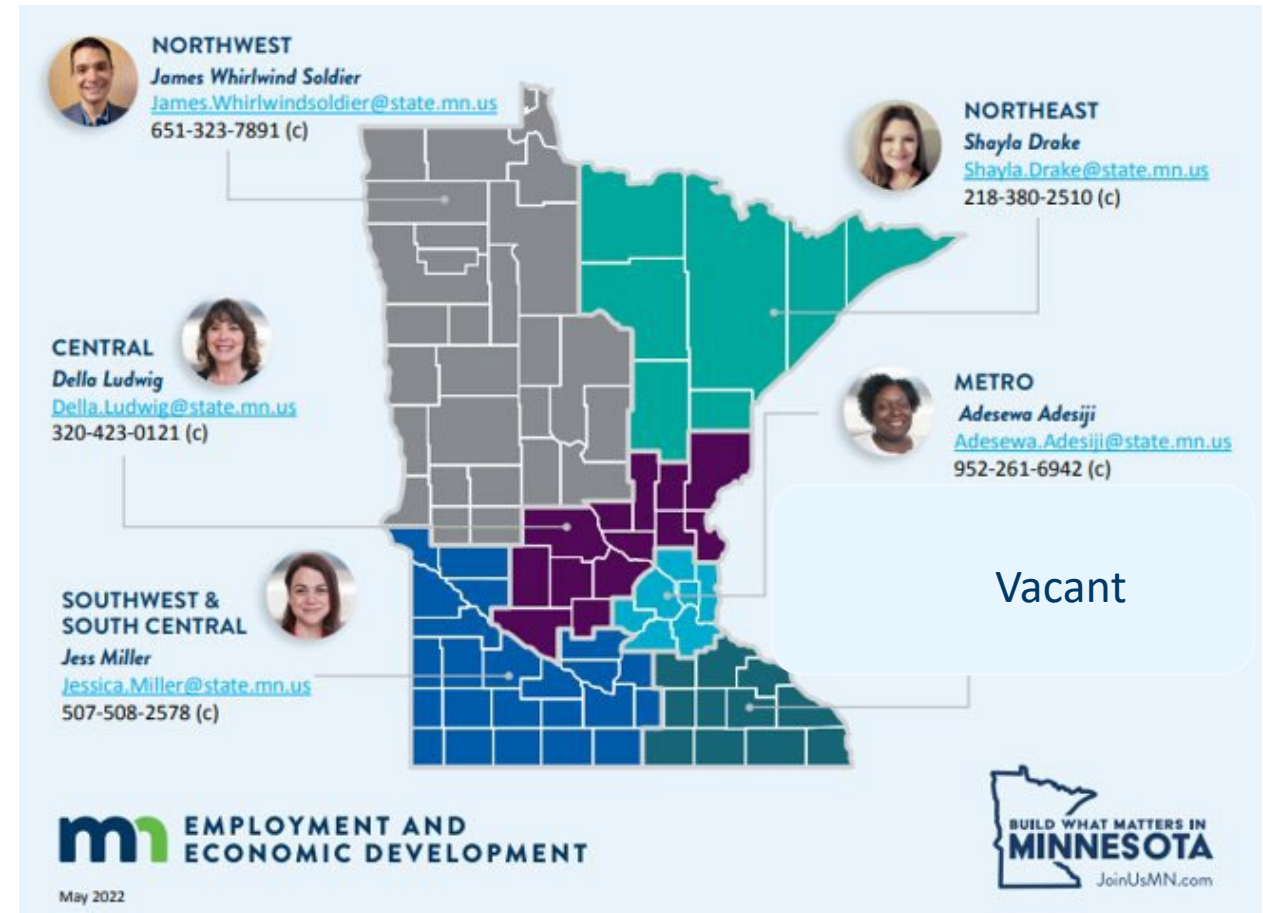 NORTHWEST
James Whirlwind Soldier
James.Whirlwindsoldier@state.mn.us
651-323-7891 (c)
NORTHEAST
Shayla Drake
Shayla.Drake@state.mn.us
218-380-2510 (c)
CENTRAL
Della Ludwig
Della.Ludwig@state.mn.us
320-423-0121 (c)
METRO
Adesewa Adesiji
Adesewa.Adesiji@state.mn.us
952-261-6942 (c)
Vacant
SOUTHWEST &
SOUTH CENTRAL
Jess Miller
Jessica.Miller@state.mn.us
507-508-2578 (c)
mn EMPLOYMENT AND
ECONOMIC DEVELOPMENT
May 2022
BUILD WHAT MATTERS IN
MINNESOTA
JoinUsMN.com